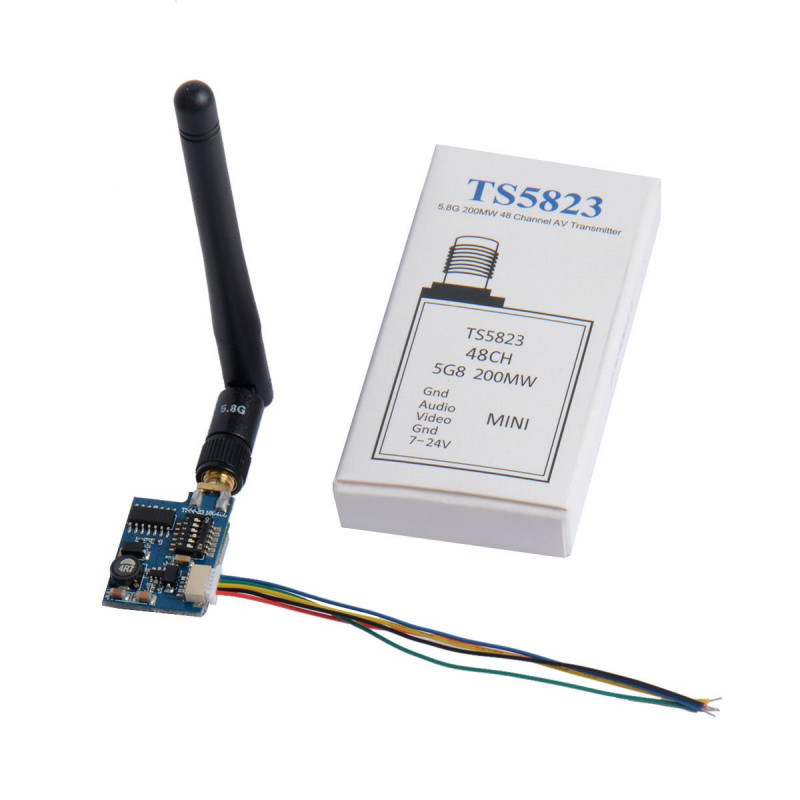 TS5823
5.8G 200MW 48 Channel AV Transmitter
TS5823
48CH
5G8 200MW
Gnd
Audio
Video
Gnd
7-24V
MINI
5.8G
4R7